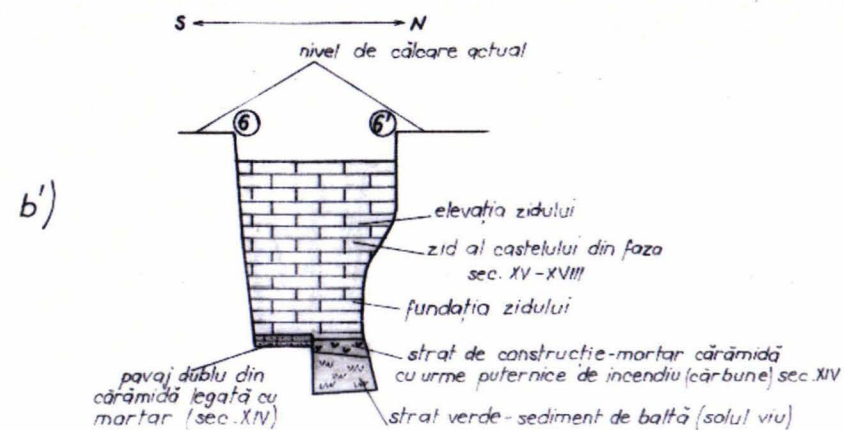 S N
nivel de călcare actual
6 6'
b')
elevația zidului
zid al castelului din faza
sec. XV-XVIII
fundația zidului
strat de construcție-mortar cărămidă
cu urme puternice de incendiu (cărbune) sec. XIV
pavaj dublu din
cărămidă legată cu
mortar (sec. XIV)
strat verde-sediment de baltă (solul viu)